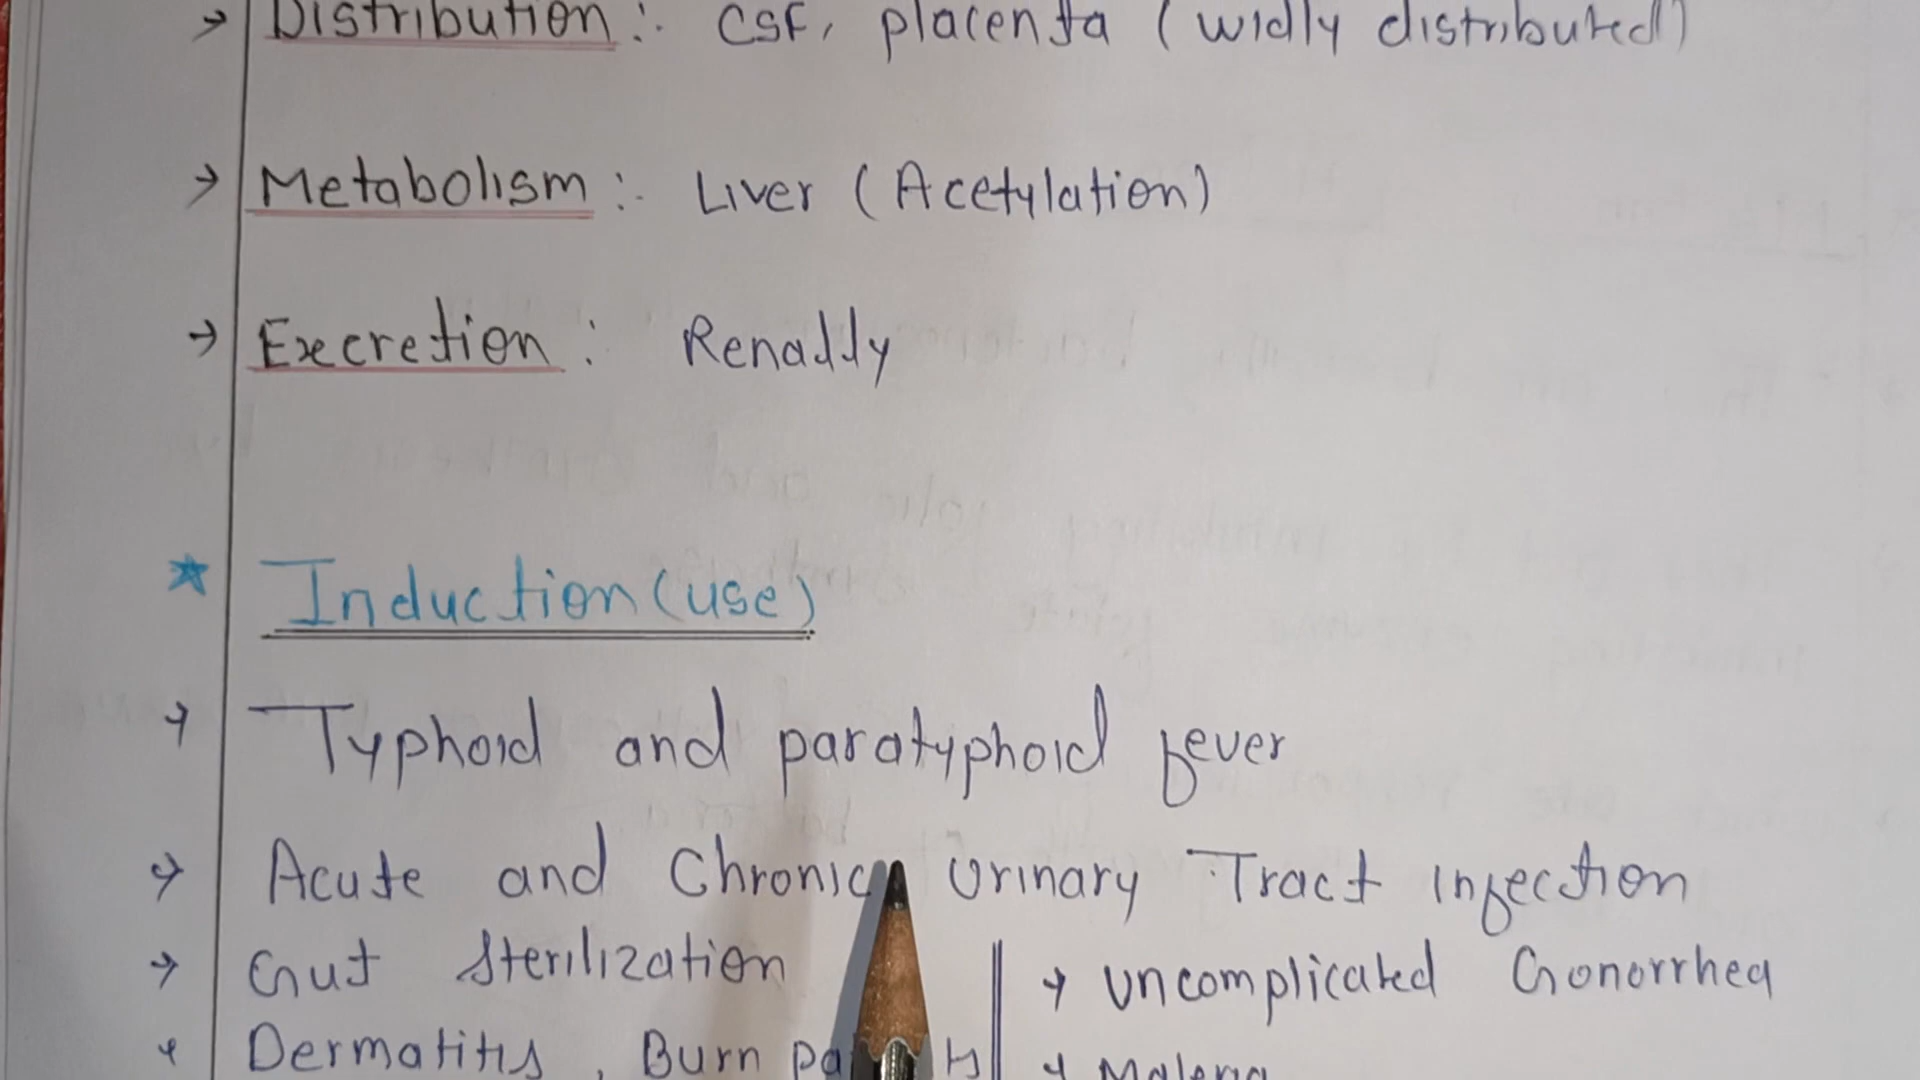 → Distribution :- CSF, placenta (widly distributed)
→ Metabolism :- Liver (Acetylation)
→ Excretion : Renally
★ Induction (use)
→ Typhoid and paratyphoid fever
→ Acute and Chronic Urinary Tract infection
→ Gut sterilization
→ uncomplicated Gonorrhea
→ Dermatitis, Burn
→ Malena